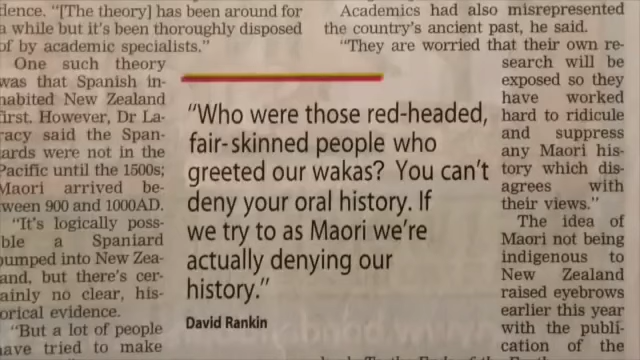 dence. "[The theory] has been around for
a while but it's been thoroughly disposed
of by academic specialists."
One such theory
was that Spanish in-
habited New Zealand
first. However, Dr La-
racy said the Span-
iards were not in the
Pacific until the 1500s;
Maori arrived be-
ween 900 and 1000AD.
"It's logically poss-
ble a Spaniard
bumped into New Zea-
and, but there's cer-
ainly no clear, his-
orical evidence.
"But a lot of people
have tried to make
"Who were those red-headed,
fair-skinned people who
greeted our wakas? You can't
deny your oral history. If
we try to as Maori we're
actually denying our
history."
David Rankin
Academics had also misrepresented
the country's ancient past, he said.
"They are worried that their own re-
search will be
exposed so they
have worked
hard to ridicule
and suppress
any Maori his-
tory which dis-
agrees with
their views."
The idea of
Maori not being
indigenous to
New Zealand
raised eyebrows
earlier this year
with the publi-
cation of the